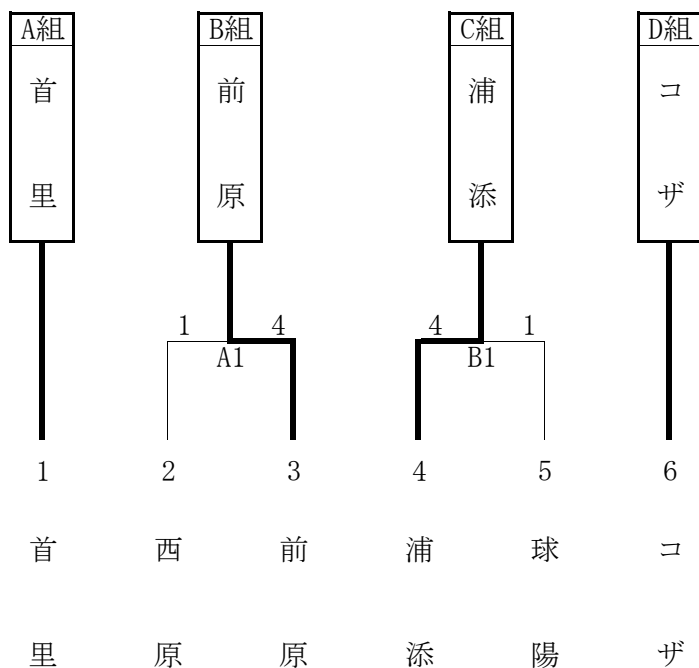 A組 B組 C組 D組
首里 前原 浦添 コザ
1 4 4 1
A1 B1
1 2 3 4 5 6
首里 西原 前原 浦添 球陽 コザ